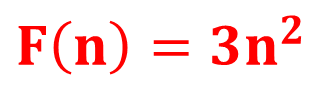 F(n) = 3n²